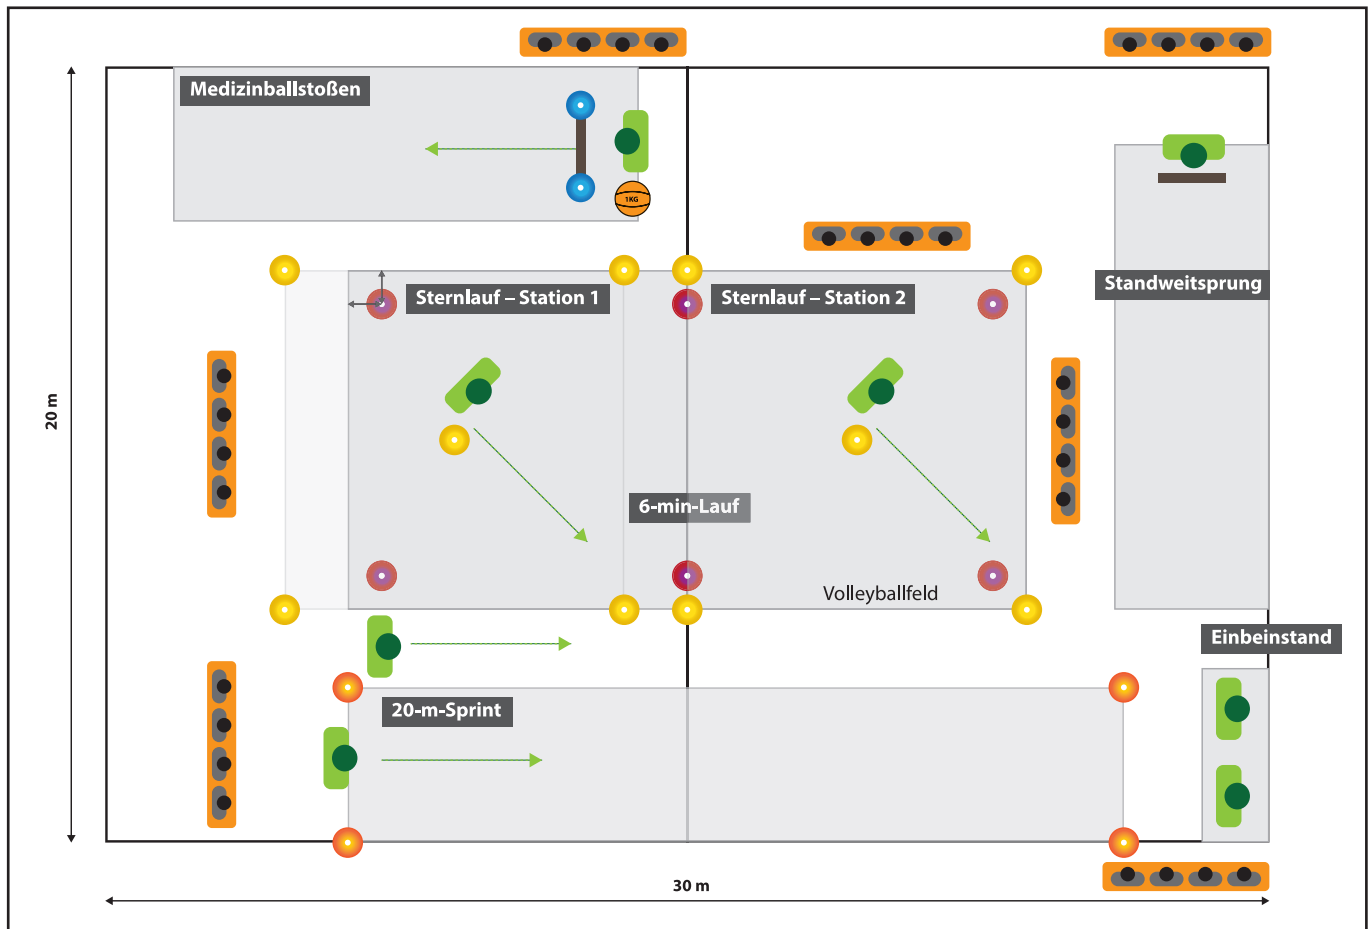 Medizinballstoßen
1KG
Sternlauf – Station 1
Sternlauf – Station 2
Standweitsprung
20 m
6-min-Lauf
Volleyballfeld
Einbeinstand
20-m-Sprint
30 m